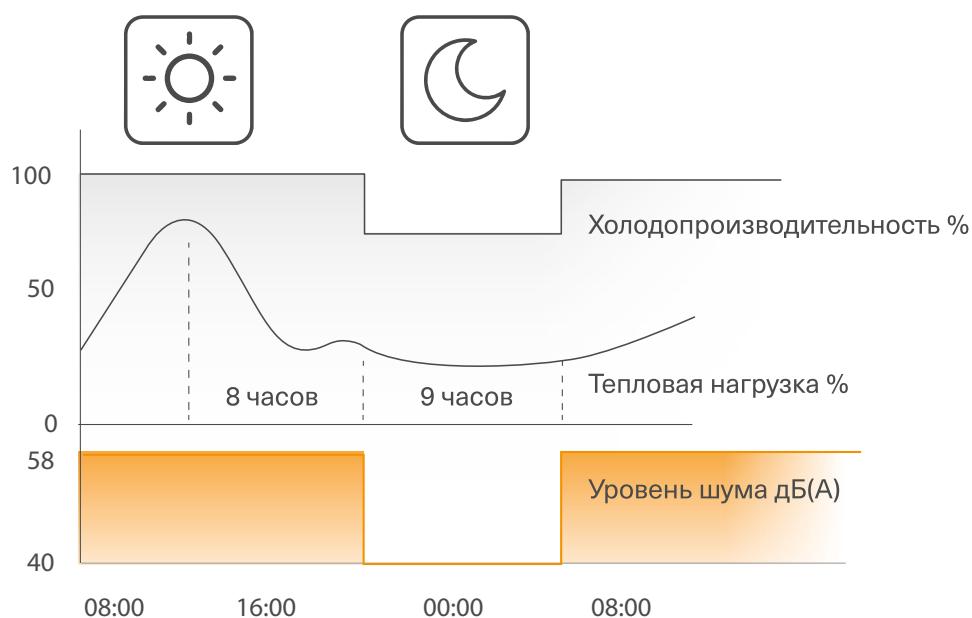 100
Холодопроизводительность %
50
Тепловая нагрузка %
8 часов
9 часов
0
58
Уровень шума дБ(А)
40
08:00
16:00
00:00
08:00